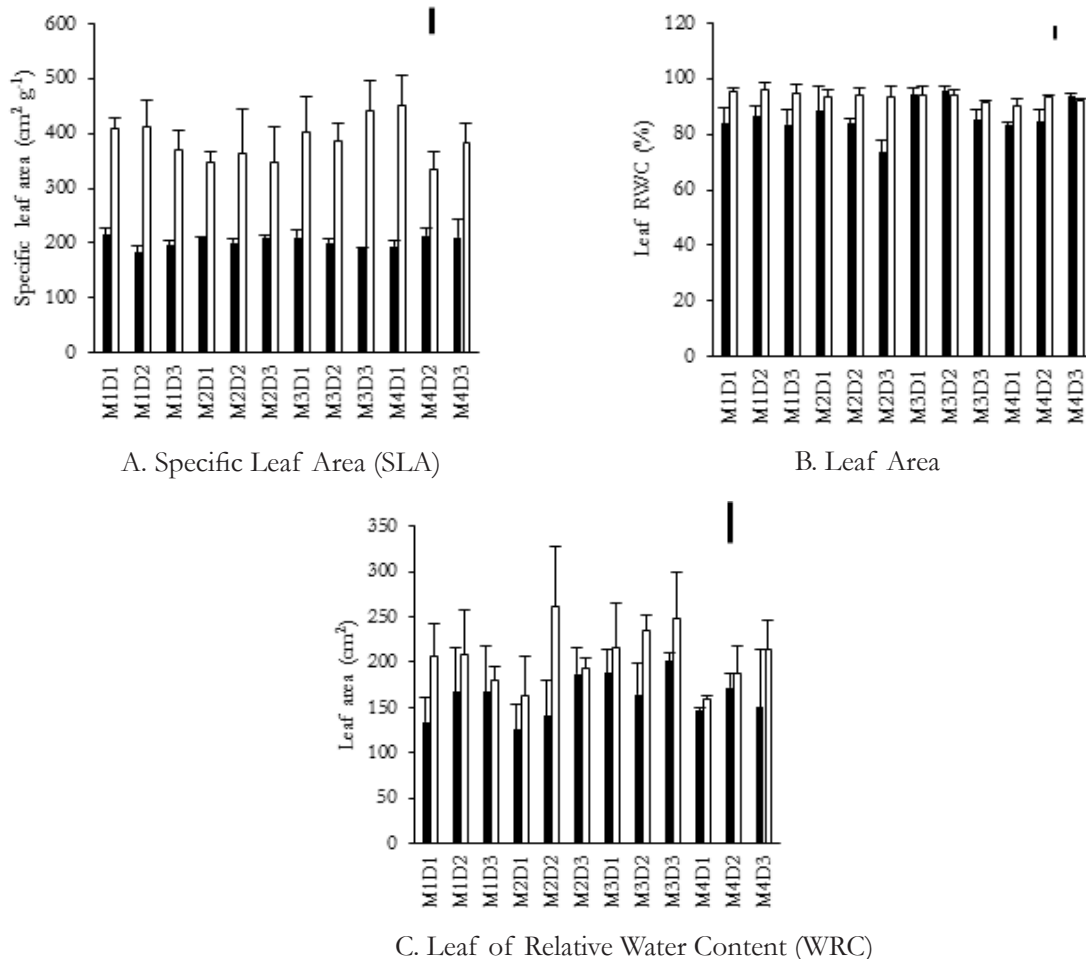 600
500
400
300
200
100
0
Specific leaf area (cm² g⁻¹)
M1D1
M1D2
M1D3
M2D1
M2D2
M2D3
M3D1
M3D2
M3D3
M4D1
M4D2
M4D3
A. Specific Leaf Area (SLA)
120
100
80
60
40
20
0
Leaf RWC (%)
M1D1
M1D2
M1D3
M2D1
M2D2
M2D3
M3D1
M3D2
M3D3
M4D1
M4D2
M4D3
B. Leaf Area
350
300
250
200
150
100
50
0
Leaf area (cm²)
M1D1
M1D2
M1D3
M2D1
M2D2
M2D3
M3D1
M3D2
M3D3
M4D1
M4D2
M4D3
C. Leaf of Relative Water Content (WRC)